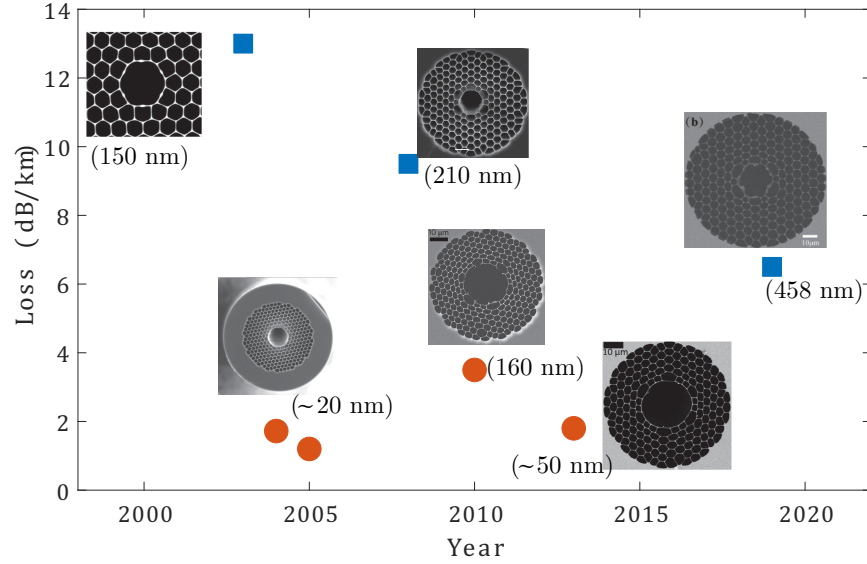 14
12
10
8
6
4
2
0
Loss (dB/km)
(150 nm)
(210 nm)
(b)
10μm
(458 nm)
10 μm
(160 nm)
(~20 nm)
10 μm
(~50 nm)
2000
2005
2010
2015
2020
Year